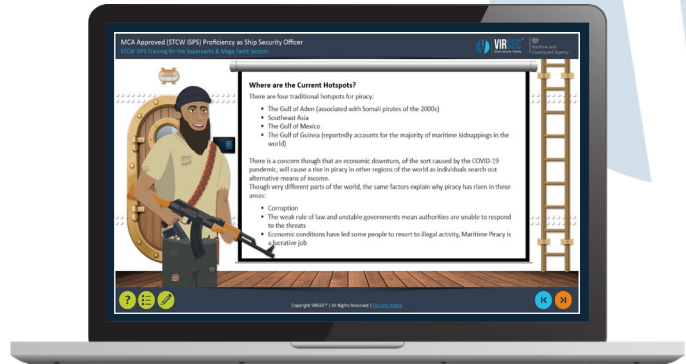 MCA Approved (STCW ISPS) Proficiency as Ship Security Officer
STCW ISPS Training for the Superyacht & Mega Yacht Sectors
VIRSEC
Maritime and
Coastguard Agency
Where are the Current Hotspots?
There are four traditional hotspots for piracy:
• The Gulf of Aden (associated with Somali pirates of the 2000s)
• Southeast Asia
• The Gulf of Mexico
• The Gulf of Guinea (reportedly accounts for the majority of maritime kidnappings in the
world)
There is a concern though that an economic downturn, of the sort caused by the COVID-19
pandemic, will cause a rise in piracy in other regions of the world as individuals search out
alternative means of income.
Though very different parts of the world, the same factors explain why piracy has risen in these
areas:
• Corruption
• The weak rule of law and unstable governments mean authorities are unable to respond
to the threats
• Economic conditions have led some people to resort to illegal activity, Maritime Piracy is
a lucrative job
?
Copyright VIRSEC® | All Rights Reserved |